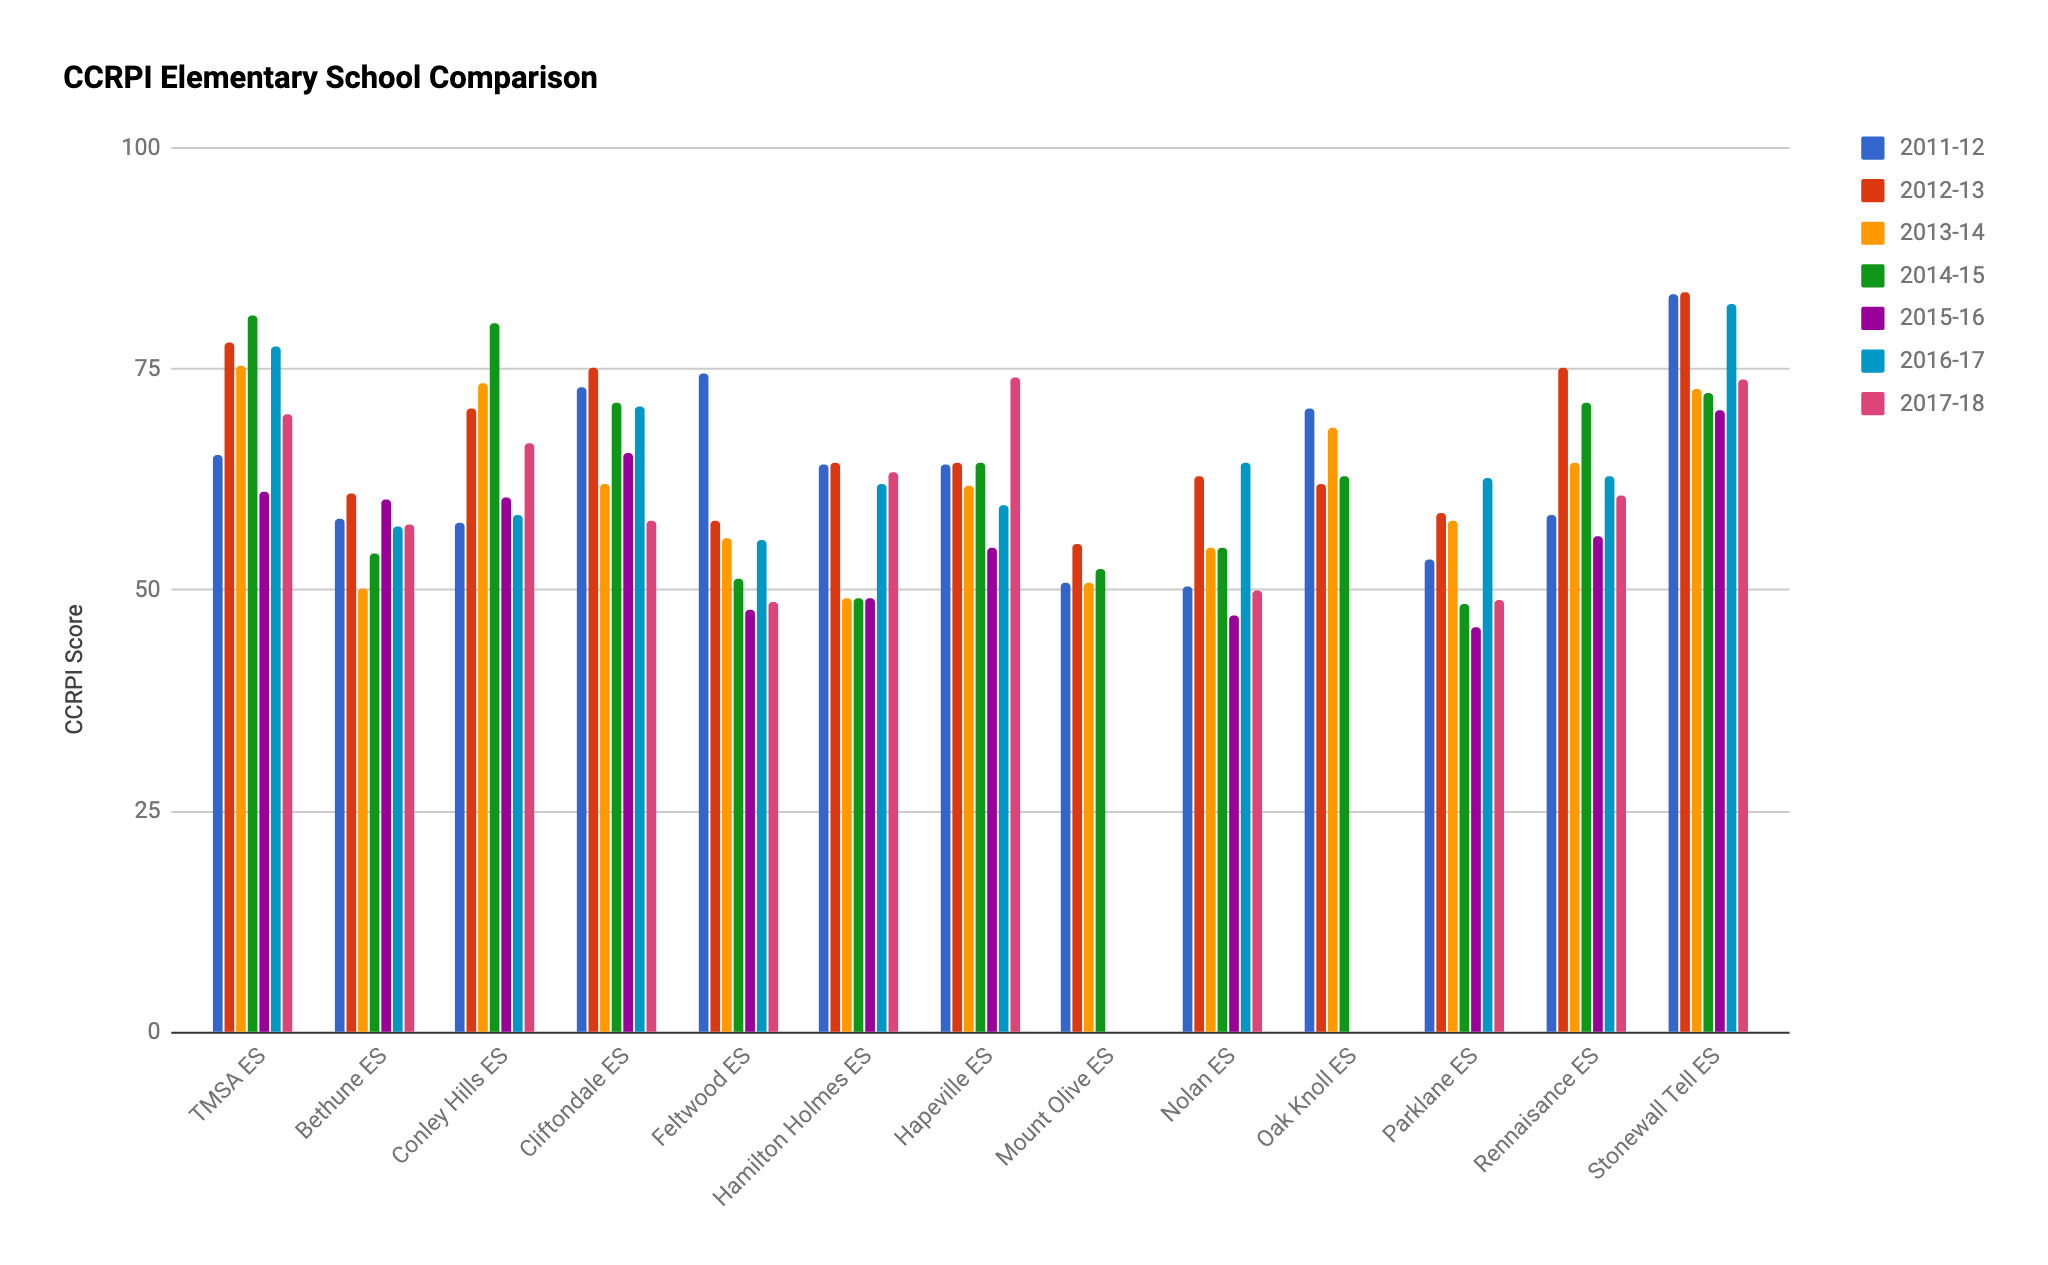 CCRPI Elementary School Comparison
100
75
50
25
0
CCRPI Score
2011-12
2012-13
2013-14
2014-15
2015-16
2016-17
2017-18
TMSA ES
Bethune ES
Conley Hills ES
Cliftondale ES
Feltwood ES
Hamilton Holmes ES
Hapeville ES
Mount Olive ES
Nolan ES
Oak Knoll ES
Parklane ES
Rennaisance ES
Stonewall Tell ES